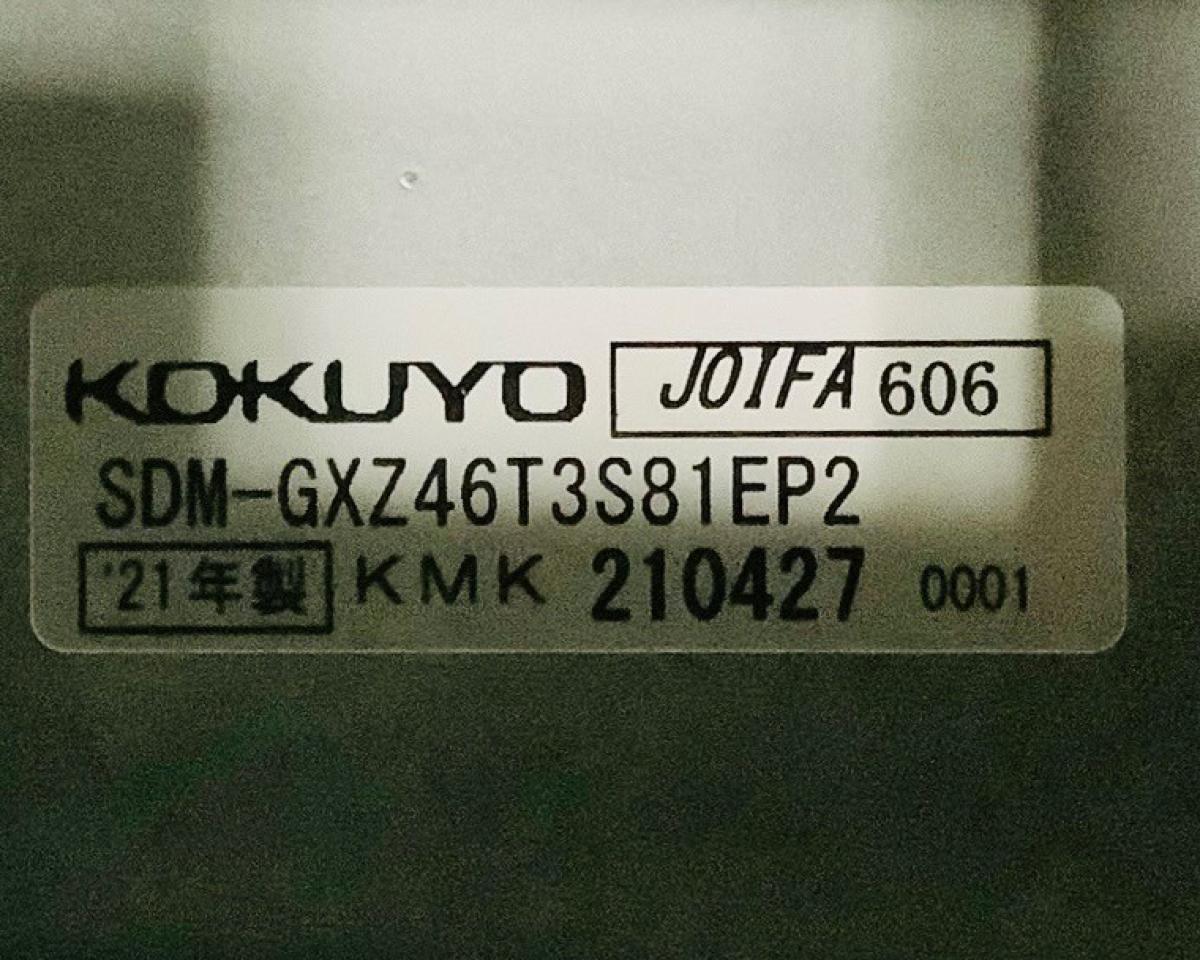 KOKUYO JOIFA 606
SDM-GXZ46T3S81EP2
'21年製 KMK 210427 0001